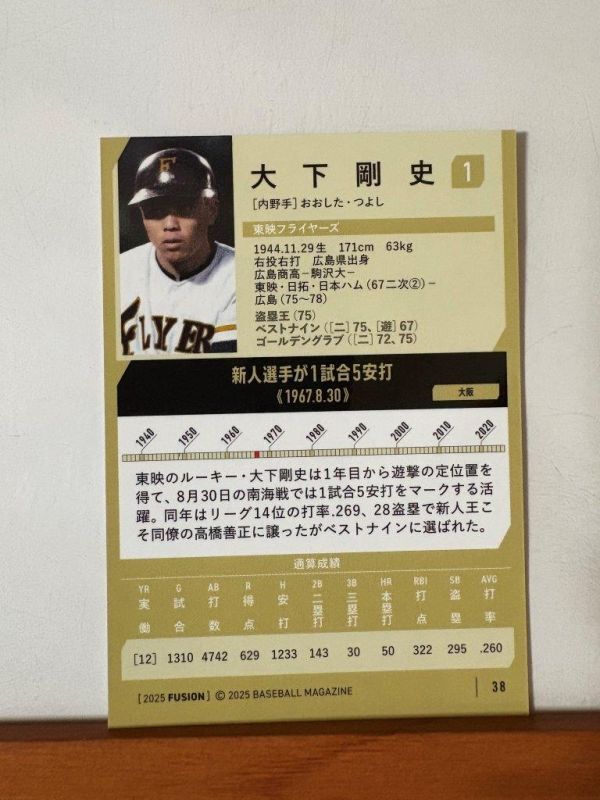 F
FLYER
大下剛史 1
[内野手] おおした・つよし
東映フライヤーズ
1944.11.29生 171cm 63kg
右投右打 広島県出身
広島商高－駒沢大－
東映・日拓・日本ハム (67二次②)－
広島 (75～78)
盗塁王 (75)
ベストナイン ([二] 75、[遊] 67)
ゴールデングラブ ([二] 72、75)
新人選手が1試合5安打
《1967.8.30》 大阪
1940 1950 1960 1970 1980 1990 2000 2010 2020
東映のルーキー・大下剛史は1年目から遊撃の定位置を
得て、8月30日の南海戦では1試合5安打をマークする活
躍。同年はリーグ14位の打率.269、28盗塁で新人王こ
そ同僚の高橋善正に譲ったがベストナインに選ばれた。
通算成績
YR G AB R H 2B 3B HR RBI SB AVG
実働 試合 打数 得点 安打 二塁打 三塁打 本塁打 打点 盗塁 打率
[12] 1310 4742 629 1233 143 30 50 322 295 .260
[2025 FUSION] © 2025 BASEBALL MAGAZINE 38